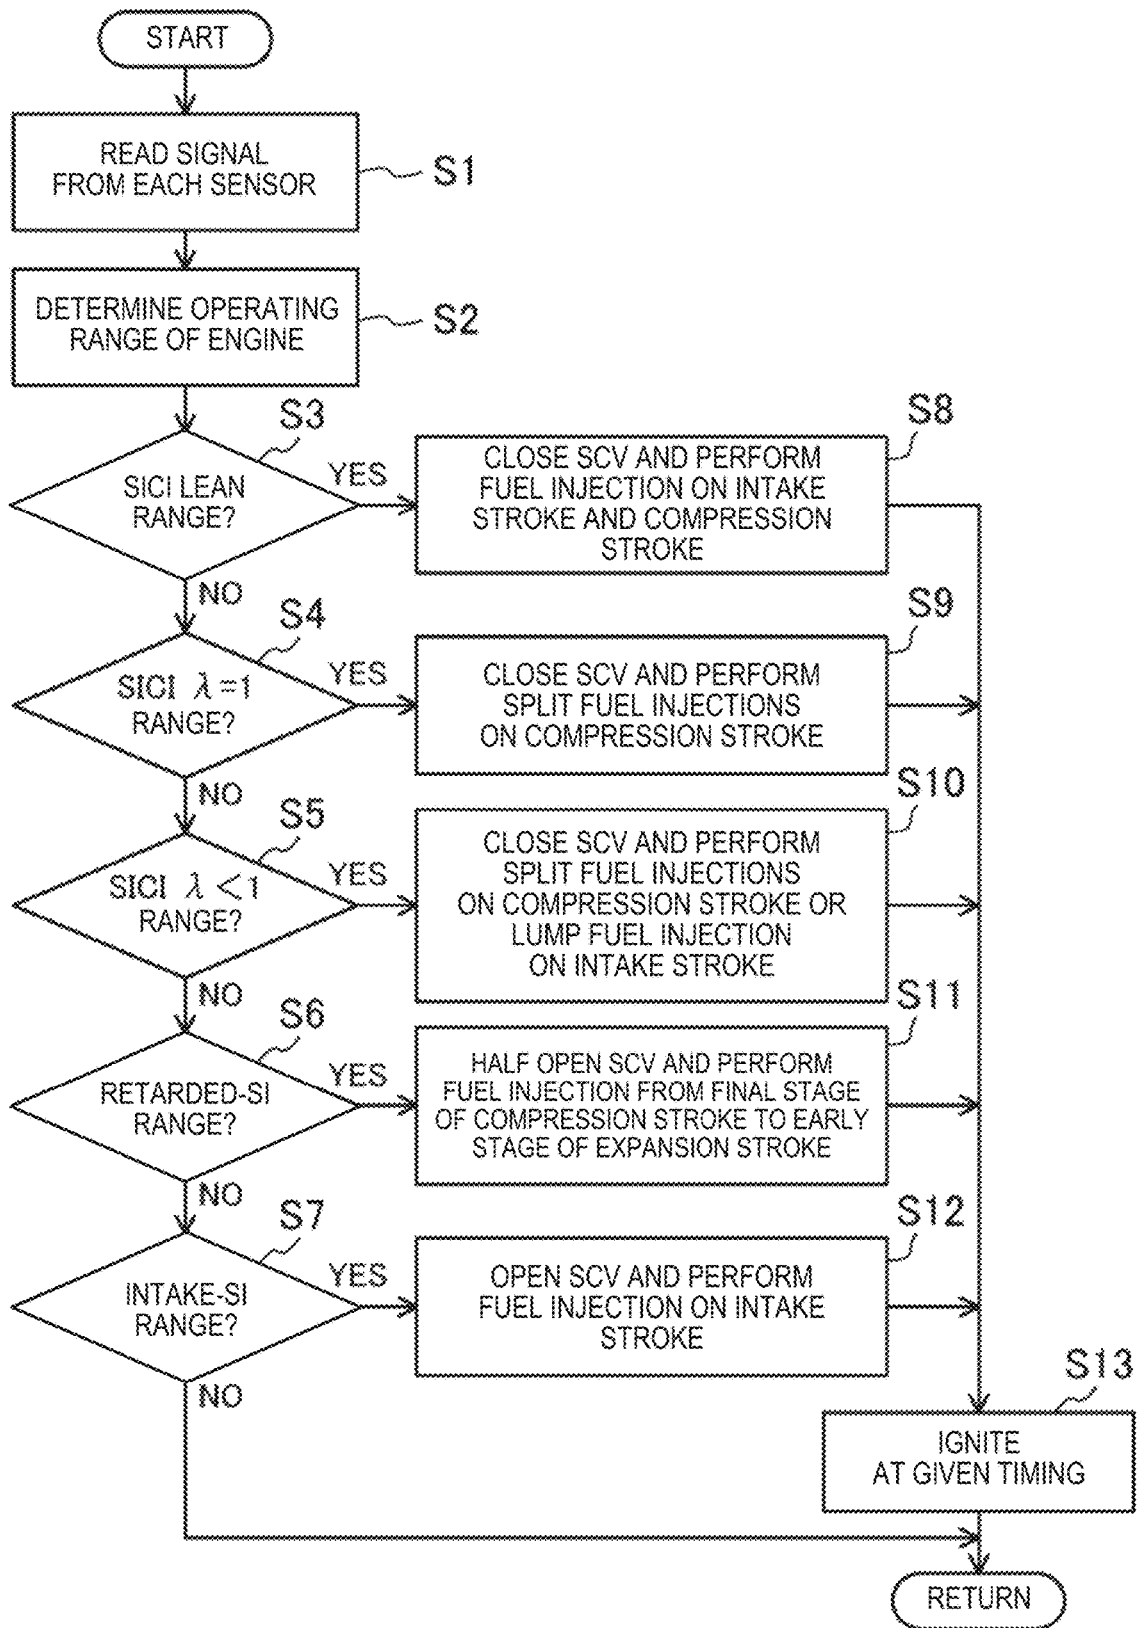 START
READ SIGNAL
FROM EACH SENSOR
S1
DETERMINE OPERATING
RANGE OF ENGINE
S2
S3
SICI LEAN
RANGE?
YES
NO
S8
CLOSE SCV AND PERFORM
FUEL INJECTION ON INTAKE
STROKE AND COMPRESSION
STROKE
S4
SICI λ=1
RANGE?
YES
NO
S9
CLOSE SCV AND PERFORM
SPLIT FUEL INJECTIONS
ON COMPRESSION STROKE
S5
SICI λ<1
RANGE?
YES
NO
S10
CLOSE SCV AND PERFORM
SPLIT FUEL INJECTIONS
ON COMPRESSION STROKE OR
LUMP FUEL INJECTION
ON INTAKE STROKE
S6
RETARDED-SI
RANGE?
YES
NO
S11
HALF OPEN SCV AND PERFORM
FUEL INJECTION FROM FINAL STAGE
OF COMPRESSION STROKE TO EARLY
STAGE OF EXPANSION STROKE
S7
INTAKE-SI
RANGE?
YES
NO
S12
OPEN SCV AND PERFORM
FUEL INJECTION ON INTAKE
STROKE
S13
IGNITE
AT GIVEN TIMING
RETURN